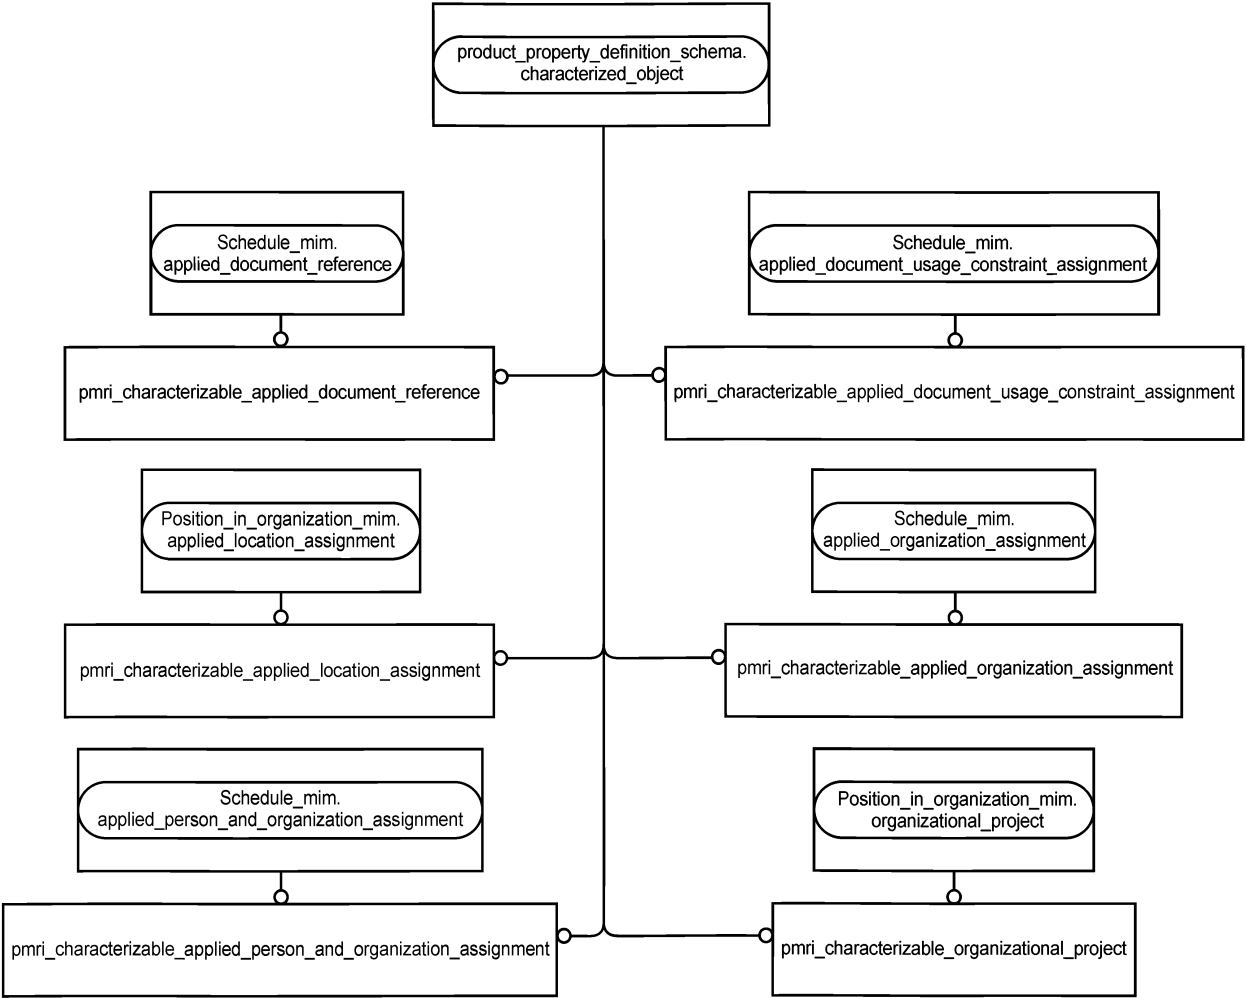 product_property_definition_schema.
characterized_object
Schedule_mim.
applied_document_reference
Schedule_mim.
applied_document_usage_constraint_assignment
pmri_characterizable_applied_document_reference
pmri_characterizable_applied_document_usage_constraint_assignment
Position_in_organization_mim.
applied_location_assignment
Schedule_mim.
applied_organization_assignment
pmri_characterizable_applied_location_assignment
pmri_characterizable_applied_organization_assignment
Schedule_mim.
applied_person_and_organization_assignment
Position_in_organization_mim.
organizational_project
pmri_characterizable_applied_person_and_organization_assignment
pmri_characterizable_organizational_project